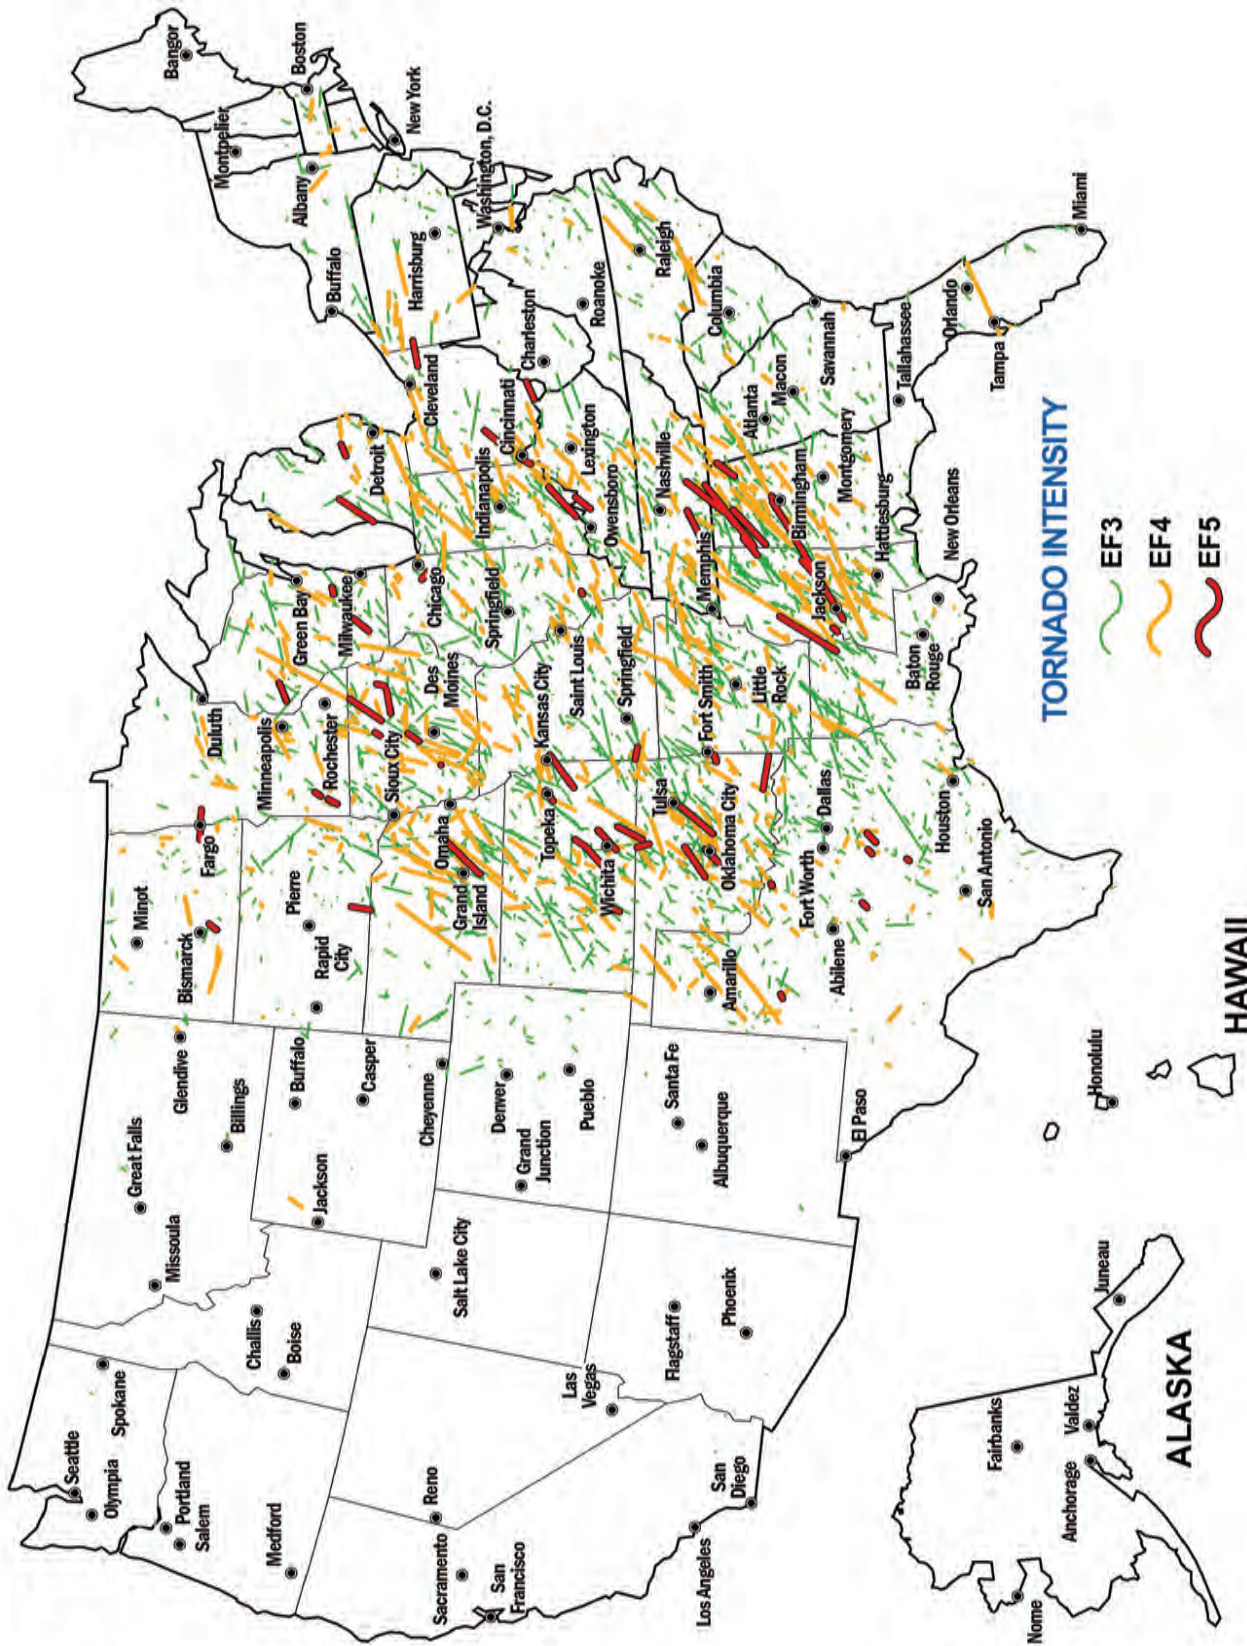 Seattle
Olympia
Spokane
Portland
Salem
Medford
Missoula
Great Falls
Billings
Glendive
Challis
Boise
Jackson
Buffalo
Casper
Cheyenne
Reno
Sacramento
San
Francisco
Los Angeles
San
Diego
Las
Vegas
Salt Lake City
Flagstaff
Phoenix
Grand
Junction
Denver
Pueblo
Santa Fe
Albuquerque
El Paso
Minot
Bismarck
Fargo
Rapid
City
Pierre
Grand
Island
Omaha
Sioux City
Topeka
Wichita
Kansas City
Amarillo
Oklahoma City
Tulsa
Abilene
Fort Worth
Dallas
San Antonio
Houston
Duluth
Minneapolis
Rochester
Des
Moines
Green Bay
Milwaukee
Chicago
Springfield
Saint Louis
Springfield
Fort Smith
Little
Rock
Memphis
Jackson
Hattiesburg
Baton
Rouge
New Orleans
Detroit
Indianapolis
Cincinnati
Cleveland
Lexington
Owensboro
Nashville
Birmingham
Montgomery
Atlanta
Macon
Savannah
Tallahassee
Orlando
Tampa
Miami
Columbia
Raleigh
Roanoke
Charleston
Washington, D.C.
Harrisburg
Buffalo
Albany
Montpelier
Bangor
Boston
New York
TORNADO INTENSITY
EF3
EF4
EF5
Nome
Fairbanks
Anchorage
Valdez
Juneau
ALASKA
Honolulu
HAWAII